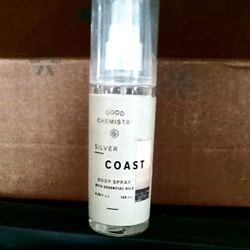 GOOD
CHEMISTRY
SILVER
COAST
BODY SPRAY
WITH ESSENTIAL OILS